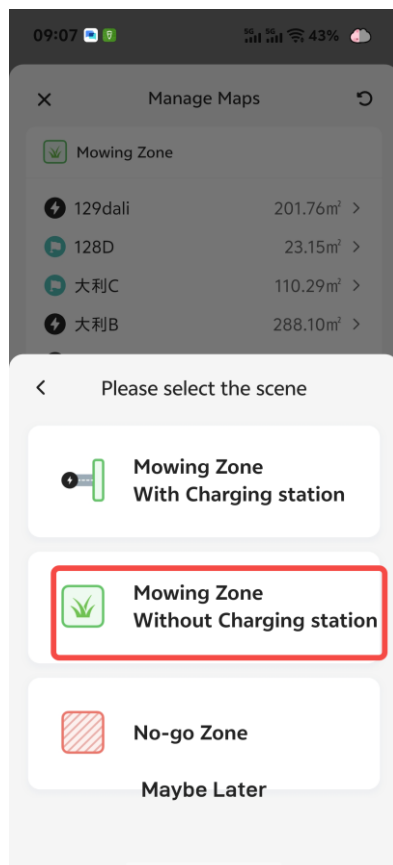 09:07
5G 5G 43%
Manage Maps
Mowing Zone
129dali 201.76㎡
128D 23.15㎡
大利C 110.29㎡
大利B 288.10㎡
Please select the scene
Mowing Zone
With Charging station
Mowing Zone
Without Charging station
No-go Zone
Maybe Later